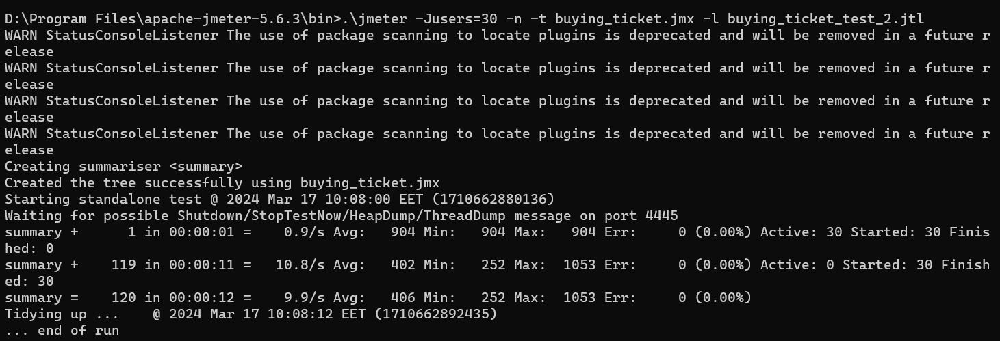 D:\Program Files\apache-jmeter-5.6.3\bin>.\jmeter -Jusers=30 -n -t buying_ticket.jmx -l buying_ticket_test_2.jtl
WARN StatusConsoleListener The use of package scanning to locate plugins is deprecated and will be removed in a future r
elease
WARN StatusConsoleListener The use of package scanning to locate plugins is deprecated and will be removed in a future r
elease
WARN StatusConsoleListener The use of package scanning to locate plugins is deprecated and will be removed in a future r
elease
WARN StatusConsoleListener The use of package scanning to locate plugins is deprecated and will be removed in a future r
elease
Creating summariser <summary>
Created the tree successfully using buying_ticket.jmx
Starting standalone test @ 2024 Mar 17 10:08:00 EET (1710662880136)
Waiting for possible Shutdown/StopTestNow/HeapDump/ThreadDump message on port 4445
summary +      1 in 00:00:01 =    0.9/s Avg:   904 Min:   904 Max:   904 Err:     0 (0.00%) Active: 30 Started: 30 Finis
hed: 0
summary +    119 in 00:00:11 =   10.8/s Avg:   402 Min:   252 Max:  1053 Err:     0 (0.00%) Active: 0 Started: 30 Finish
ed: 30
summary =    120 in 00:00:12 =    9.9/s Avg:   406 Min:   252 Max:  1053 Err:     0 (0.00%)
Tidying up ...    @ 2024 Mar 17 10:08:12 EET (1710662892435)
... end of run